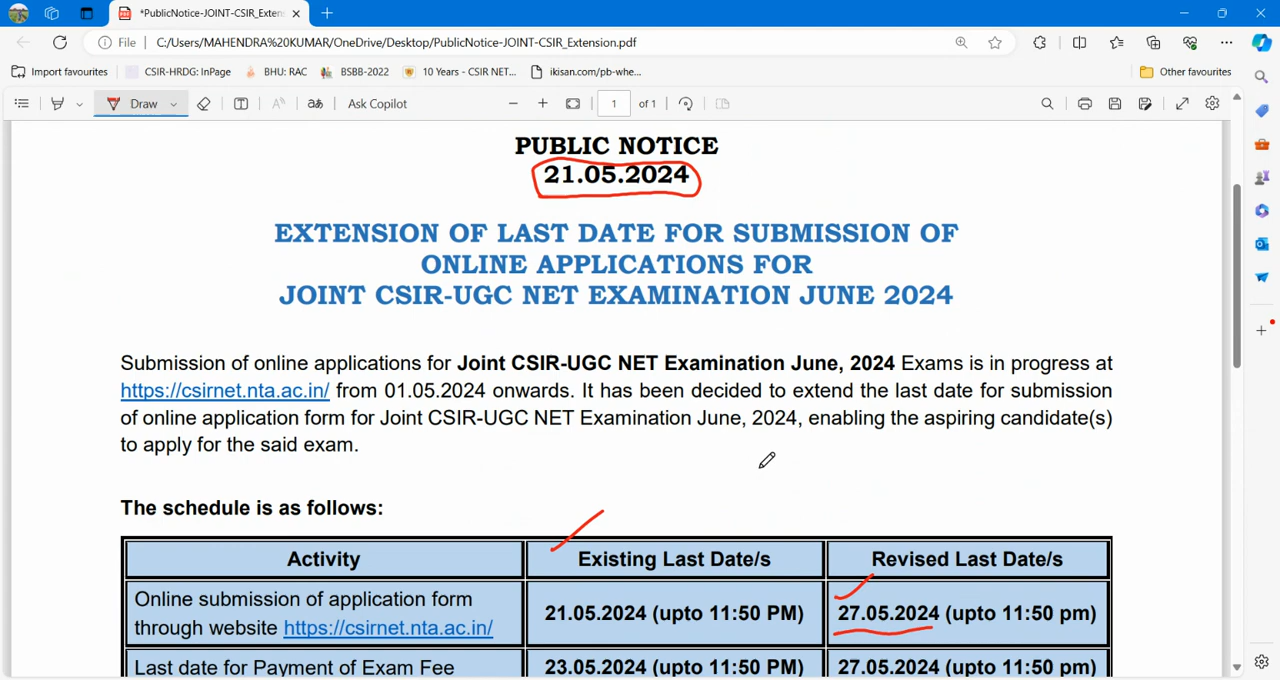 *PublicNotice-JOINT-CSIR_Extens
File C:/Users/MAHENDRA%20KUMAR/OneDrive/Desktop/PublicNotice-JOINT-CSIR_Extension.pdf
Import favourites CSIR-HRDG: InPage BHU: RAC BSBB-2022 10 Years - CSIR NET... ikisan.com/pb-whe... Other favourites
Draw aあ Ask Copilot 1 of 1
PUBLIC NOTICE
21.05.2024
EXTENSION OF LAST DATE FOR SUBMISSION OF
ONLINE APPLICATIONS FOR
JOINT CSIR-UGC NET EXAMINATION JUNE 2024
Submission of online applications for Joint CSIR-UGC NET Examination June, 2024 Exams is in progress at
https://csirnet.nta.ac.in/ from 01.05.2024 onwards. It has been decided to extend the last date for submission
of online application form for Joint CSIR-UGC NET Examination June, 2024, enabling the aspiring candidate(s)
to apply for the said exam.
The schedule is as follows:
Activity Existing Last Date/s Revised Last Date/s
Online submission of application form
through website https://csirnet.nta.ac.in/
21.05.2024 (upto 11:50 PM) 27.05.2024 (upto 11:50 pm)
Last date for Payment of Exam Fee 23.05.2024 (upto 11:50 PM) 27.05.2024 (upto 11:50 pm)